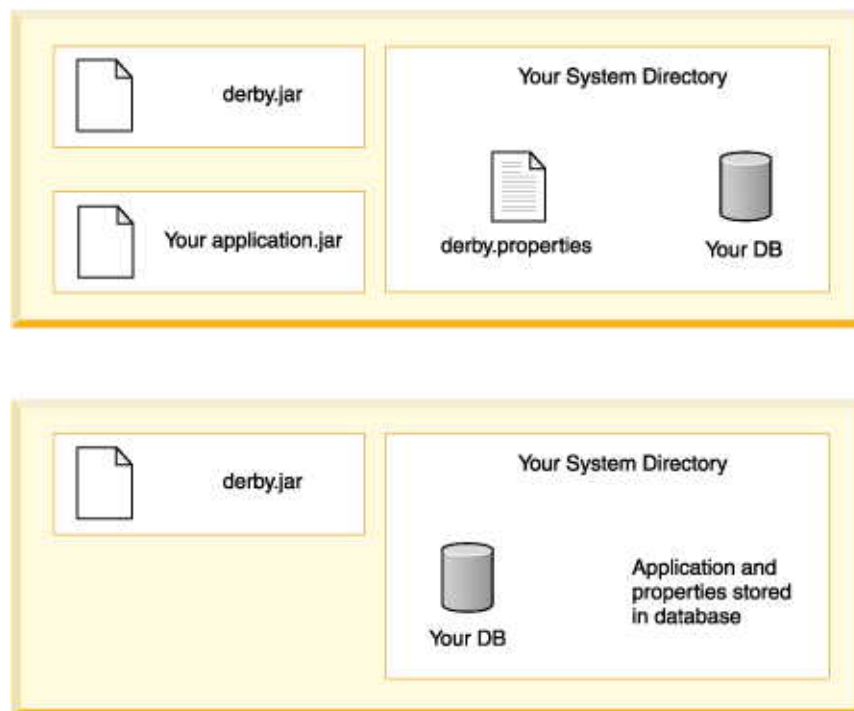 derby.jar
Your System Directory
Your application.jar
derby.properties
Your DB
derby.jar
Your System Directory
Your DB
Application and
properties stored
in database